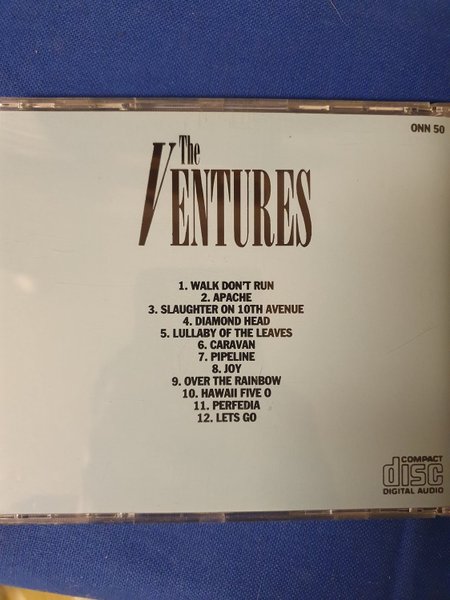 ONN 50
The
VENTURES
1. WALK DON'T RUN
2. APACHE
3. SLAUGHTER ON 10TH AVENUE
4. DIAMOND HEAD
5. LULLABY OF THE LEAVES
6. CARAVAN
7. PIPELINE
8. JOY
9. OVER THE RAINBOW
10. HAWAII FIVE O
11. PERFEDIA
12. LETS GO
COMPACT
disc
DIGITAL AUDIO